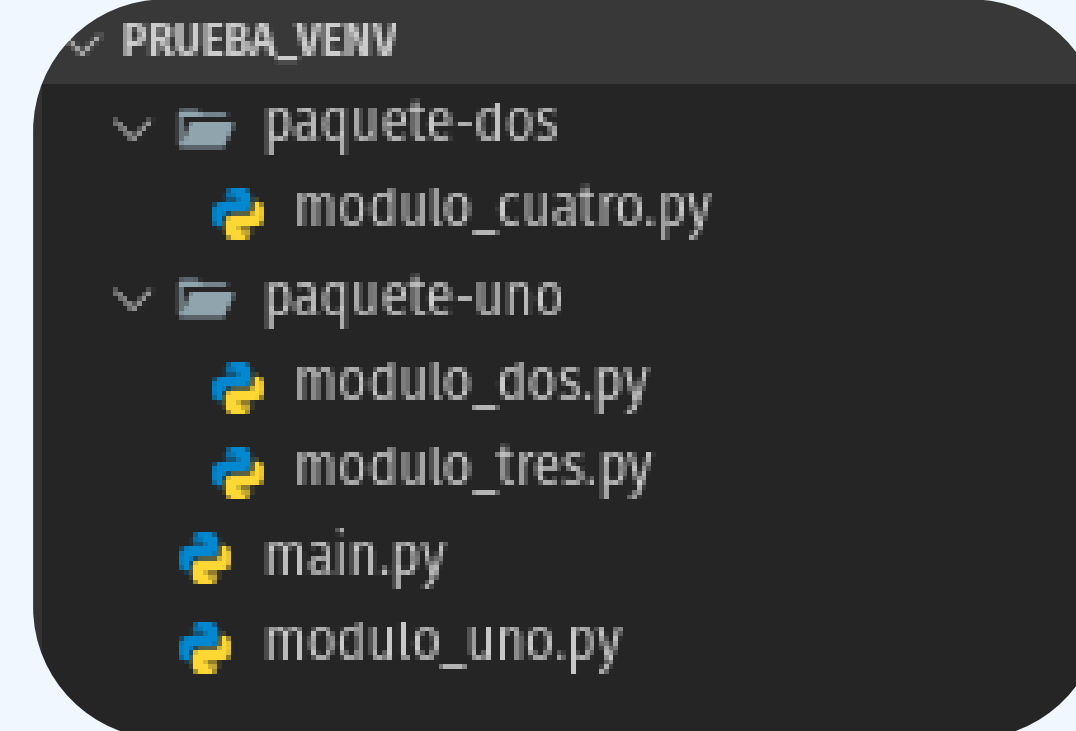 PRUEBA_VENV
paquete-dos
modulo_cuatro.py
paquete-uno
modulo_dos.py
modulo_tres.py
main.py
modulo_uno.py